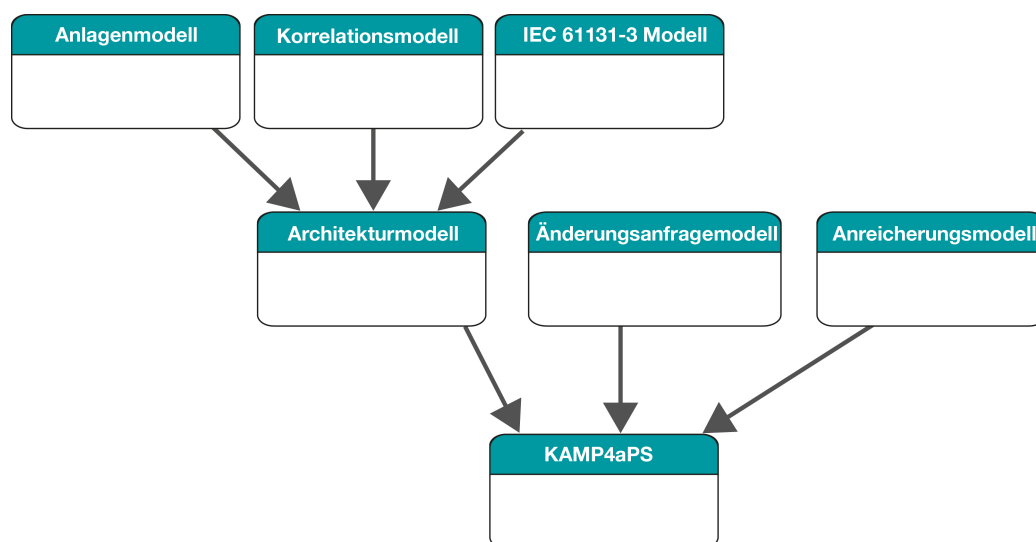 Anlagenmodell
Korrelationsmodell
IEC 61131-3 Modell
Architekturmodell
Änderungsanfragemodell
Anreicherungsmodell
KAMP4aPS